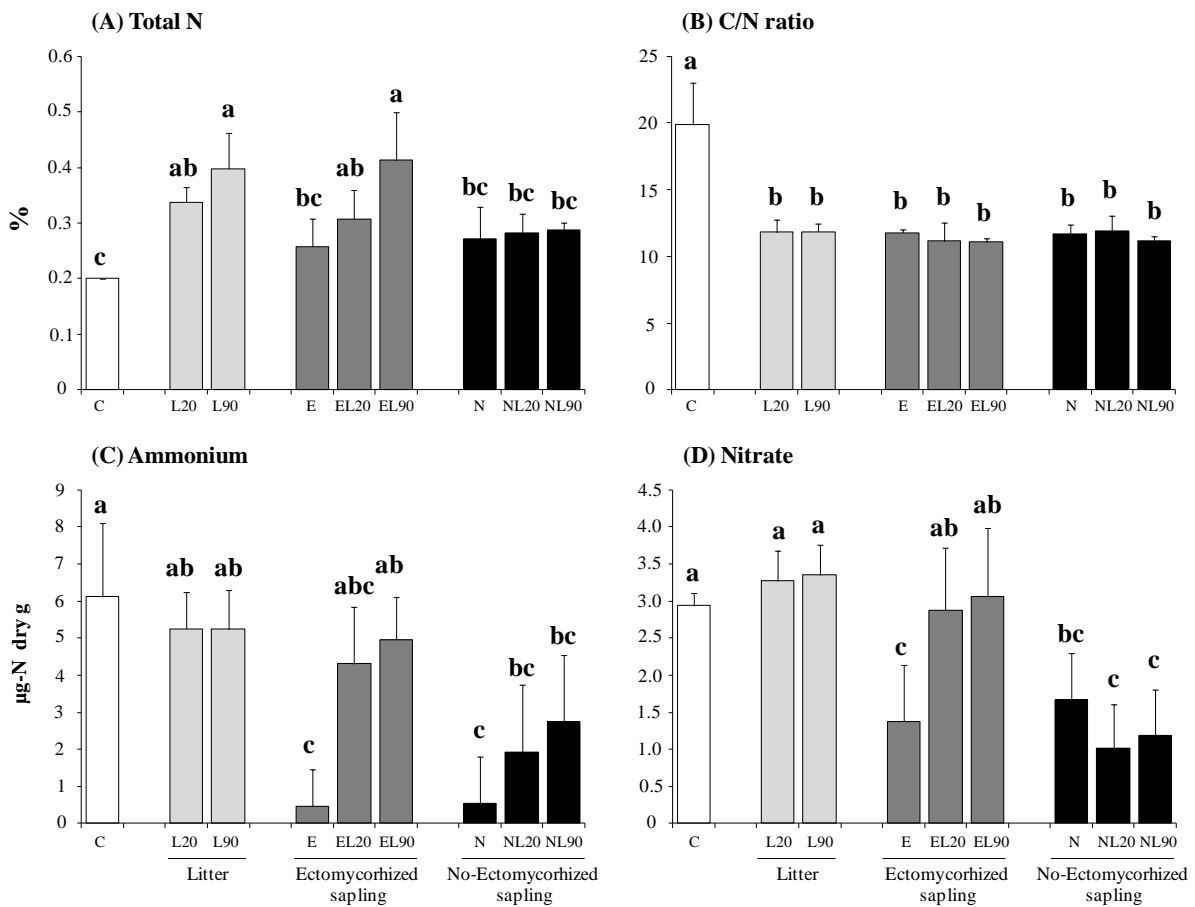 (A) Total N
(B) C/N ratio
0.6
0.5
0.4
0.3
0.2
0.1
0
%
c
ab
a
bc
ab
a
bc
bc
bc
C
L20
L90
E
EL20
EL90
N
NL20
NL90
25
20
15
10
5
0
a
b
b
b
b
b
b
b
b
C
L20
L90
E
EL20
EL90
N
NL20
NL90
(C) Ammonium
(D) Nitrate
9
8
7
6
5
4
3
2
1
0
µg-N dry g
a
ab
ab
c
abc
ab
c
bc
bc
C
L20
L90
E
EL20
EL90
N
NL20
NL90
Litter
Ectomycorhized
sapling
No-Ectomycorhized
sapling
4.5
4.0
3.5
3.0
2.5
2.0
1.5
1.0
0.5
0.0
a
a
a
c
ab
ab
bc
c
c
C
L20
L90
E
EL20
EL90
N
NL20
NL90
Litter
Ectomycorhized
sapling
No-Ectomycorhized
sapling